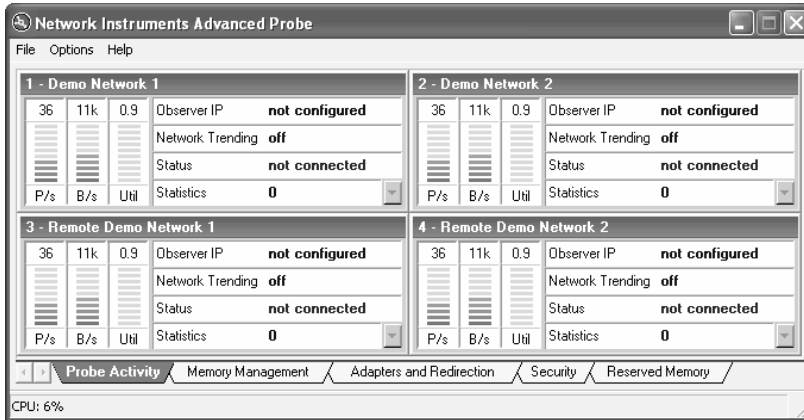 Network Instruments Advanced Probe
File Options Help
1 - Demo Network 1
36 11k 0.9
Observer IP not configured
Network Trending off
Status not connected
Statistics 0
P/s B/s Util
2 - Demo Network 2
36 11k 0.9
Observer IP not configured
Network Trending off
Status not connected
Statistics 0
P/s B/s Util
3 - Remote Demo Network 1
36 11k 0.9
Observer IP not configured
Network Trending off
Status not connected
Statistics 0
P/s B/s Util
4 - Remote Demo Network 2
36 11k 0.9
Observer IP not configured
Network Trending off
Status not connected
Statistics 0
P/s B/s Util
Probe Activity Memory Management Adapters and Redirection Security Reserved Memory
CPU: 6%